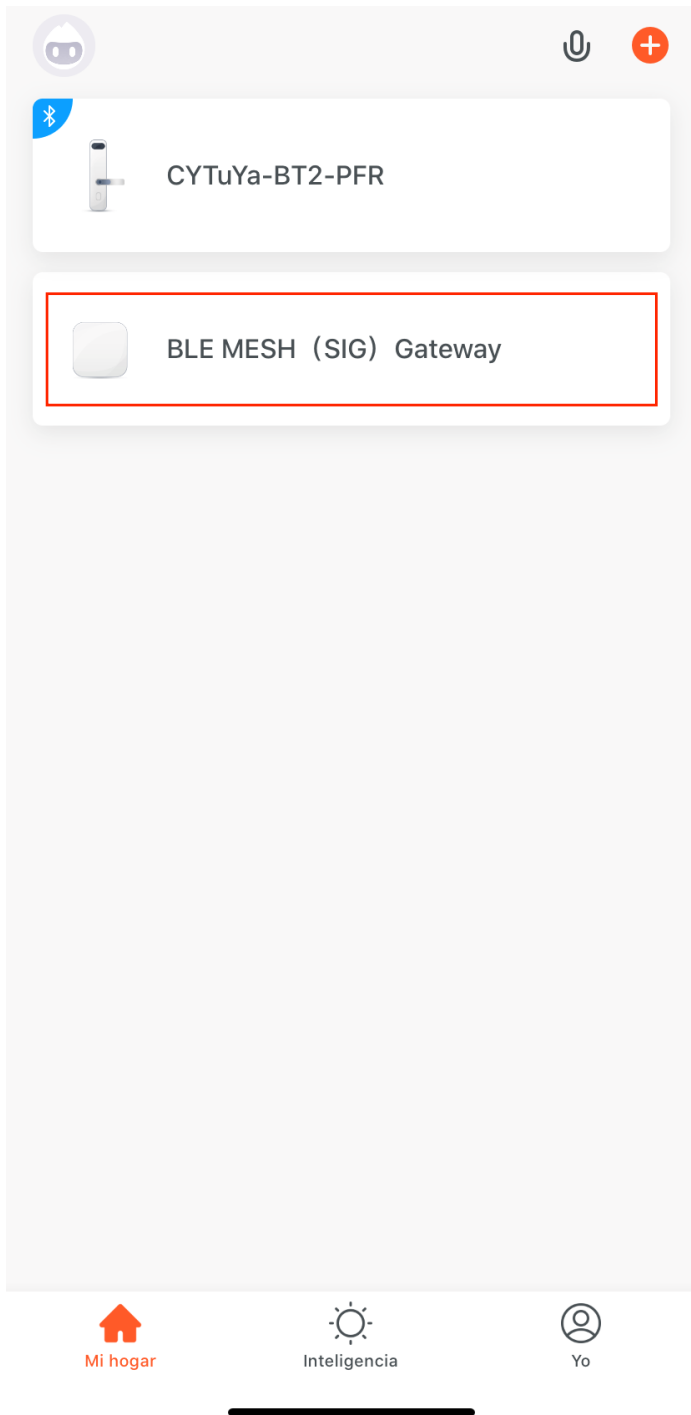 CYTuYa-BT2-PFR
BLE MESH（SIG）Gateway
Mi hogar
Inteligencia
Yo